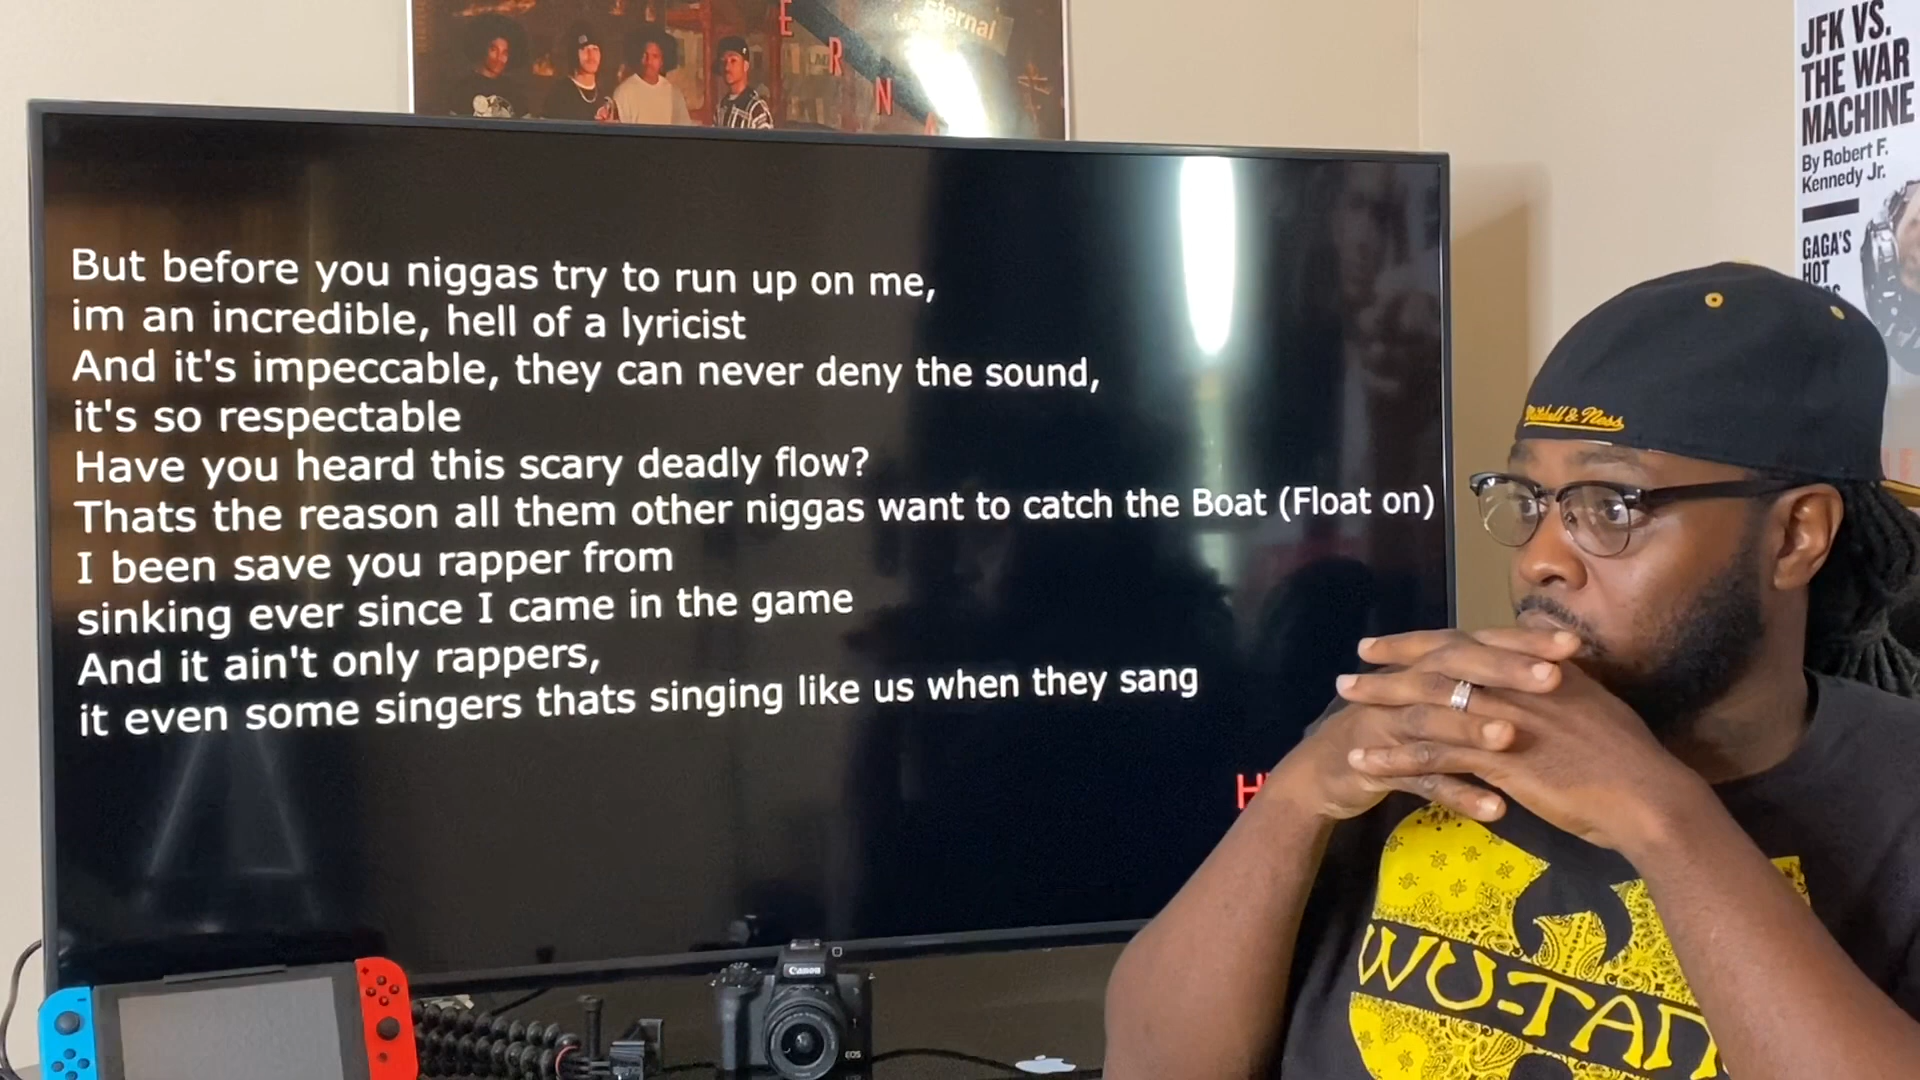 Eternal
E
R
N
JFK VS.
THE WAR
MACHINE
By Robert F.
Kennedy Jr.
GAGA'S
HOT
But before you niggas try to run up on me,
im an incredible, hell of a lyricist
And it's impeccable, they can never deny the sound,
it's so respectable
Have you heard this scary deadly flow?
Thats the reason all them other niggas want to catch the Boat (Float on)
I been save you rapper from
sinking ever since I came in the game
And it ain't only rappers,
it even some singers thats singing like us when they sang
H
Mitchell & Ness
WU-TAN
Canon
EOS